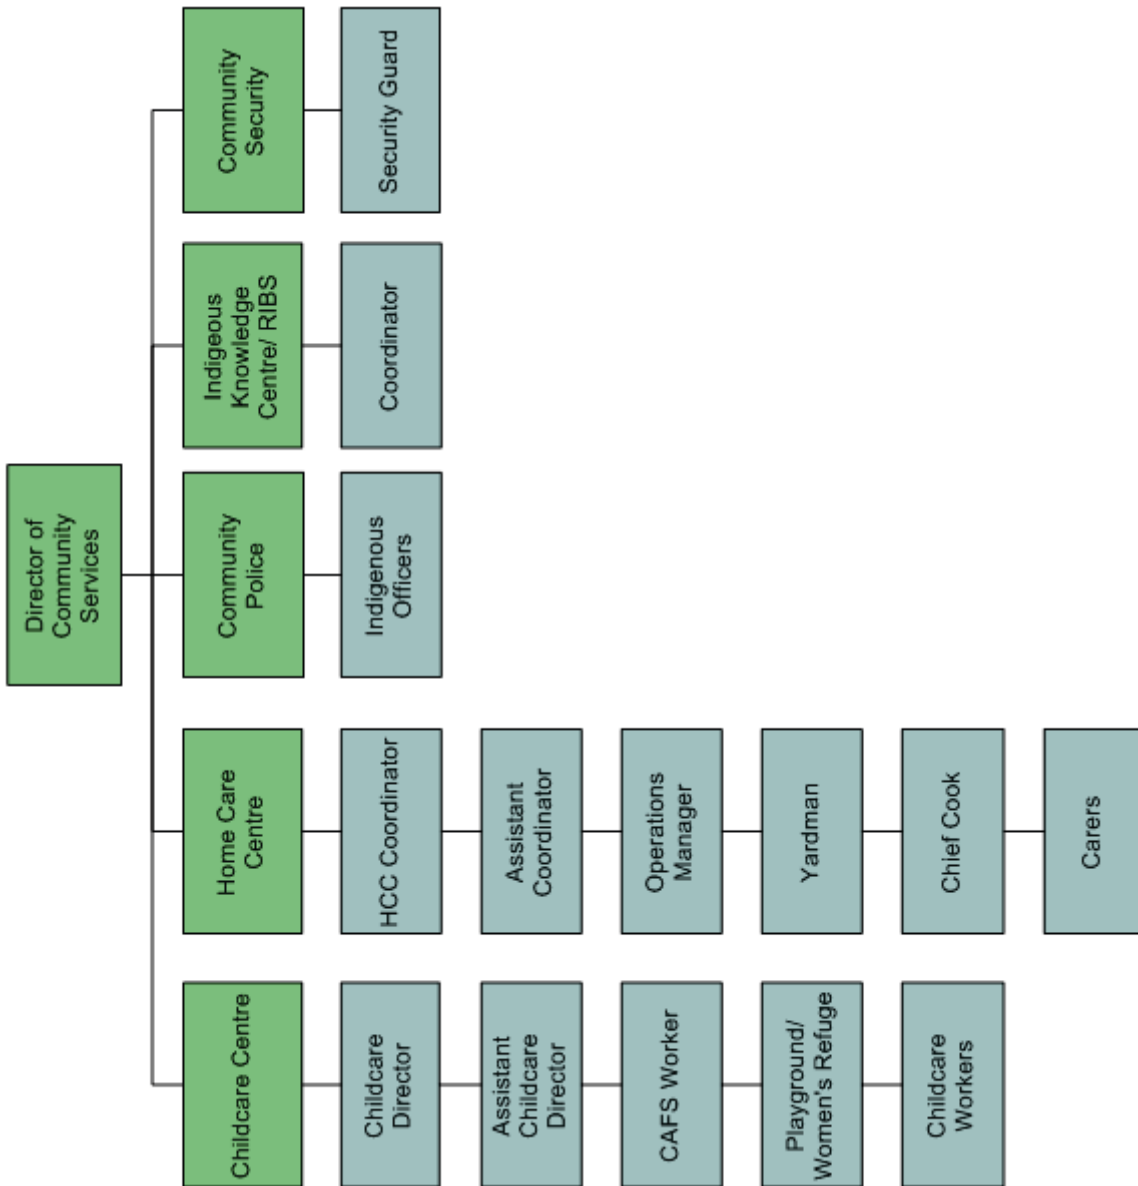 Director of
Community
Services
Childcare Centre
Home Care
Centre
Community
Police
Indigeous
Knowledge
Centre/ RIBS
Community
Security
Childcare
Director
HCC Coordinator
Indigenous
Officers
Coordinator
Security Guard
Assistant
Childcare
Director
Assistant
Coordinator
CAFS Worker
Operations
Manager
Playground/
Women's Refuge
Yardman
Childcare
Workers
Chief Cook
Carers